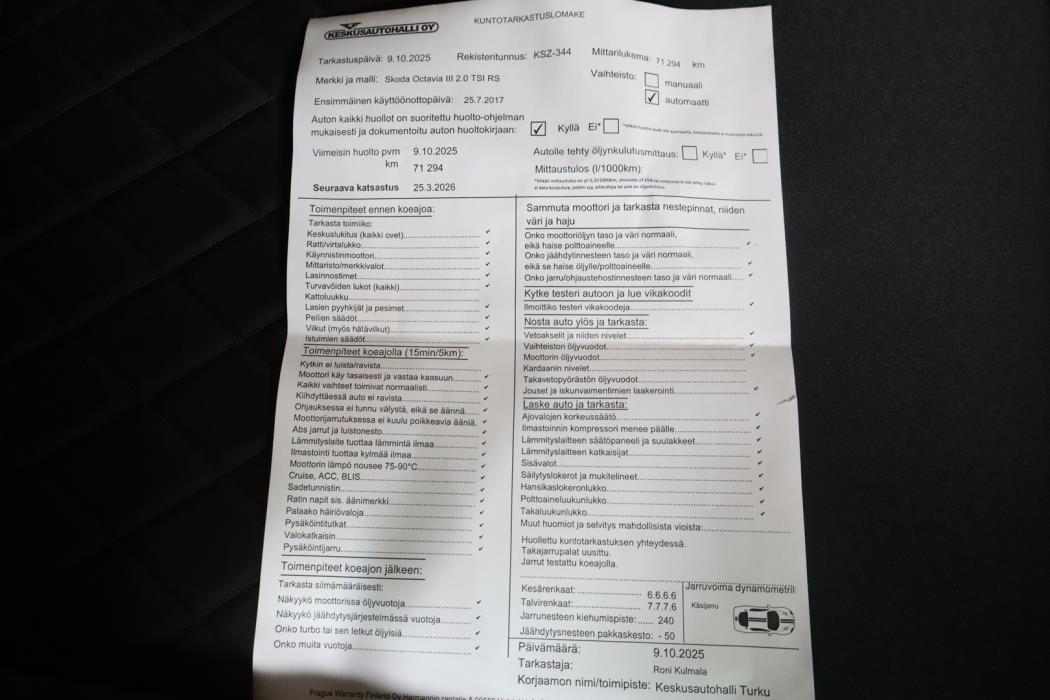 KESKUSAUTOHALLI OY
KUNTOTARKASTUSLOMAKE
Tarkastuspäivä: 9.10.2025 Rekisteritunnus: KSZ-344 Mittarilukema: 71 294 km
Merkki ja malli: Skoda Octavia III 2.0 TSI RS
Vaihteisto: manuaali
✓ automaatti
Ensimmäinen käyttöönottopäivä: 25.7.2017
Auton kaikki huollot on suoritettu huolto-ohjelman
mukaisesti ja dokumentoitu auton huoltokirjaan: ✓ Kyllä Ei*
Viimeisin huolto pvm 9.10.2025
km 71 294
Autolle tehty öljynkulutusmittaus: Kyllä* Ei*
Mittaustulos (l/1000km):
Seuraava katsastus 25.3.2026
Toimenpiteet ennen koeajoa:
Tarkasta toimiko:
Keskuslukitus (kaikki ovet) ✓
Ratti/virtalukko ✓
Käynnistinmoottori ✓
Mittaristo/merkkivalot ✓
Lasinnostimet ✓
Turvavöiden lukot (kaikki) ✓
Kattoluukku
Lasien pyyhkijät ja pesimet ✓
Peilien säädöt ✓
Vilkut (myös hätävilkut) ✓
Istuimien säädöt ✓
Toimenpiteet koeajolla (15min/5km):
Kytkin ei luista/ravista
Moottori käy tasaisesti ja vastaa kaasuun ✓
Kaikki vaihteet toimivat normaalisti ✓
Kiihdyttäessä auto ei ravista ✓
Ohjauksessa ei tunnu välystä, eikä se äännä ✓
Moottorijarrutuksessa ei kuulu poikkeavia ääniä. ✓
Abs jarrut ja luistonesto ✓
Lämmityslaite tuottaa lämmintä ilmaa ✓
Ilmastointi tuottaa kylmää ilmaa ✓
Moottorin lämpö nousee 75-90°C ✓
Cruise, ACC, BLIS ✓
Sadetunnistin ✓
Ratin napit sis. äänimerkki ✓
Palaako häiriövaloja ✓
Pysäköintitutkat ✓
Valokatkaisin ✓
Pysäköintijarru ✓
Toimenpiteet koeajon jälkeen:
Tarkasta silmämääräisesti:
Näkyykö moottorissa öljyvuotoja ✓
Näkyykö jäähdytysjärjestelmässä vuotoja ✓
Onko turbo tai sen letkut öljyisiä ✓
Onko muita vuotoja ✓
Sammuta moottori ja tarkasta nestepinnat, niiden
väri ja haju
Onko moottoriöljyn taso ja väri normaali,
eikä haise polttoaineelle ✓
Onko jäähdytinnesteen taso ja väri normaali,
eikä se haise öljylle/polttoaineelle ✓
Onko jarru/ohjaustehostinnesteen taso ja väri normaali ✓
Kytke testeri autoon ja lue vikakoodit
Ilmoittiko testeri vikakoodeja ✓
Nosta auto ylös ja tarkasta:
Vetoakselit ja niiden nivelet ✓
Vaihteiston öljyvuodot ✓
Moottorin öljyvuodot ✓
Kardaanin nivelet
Takavetopyörästön öljyvuodot
Jouset ja iskunvaimentimien laakerointi ✓
Laske auto ja tarkasta:
Ajovalojen korkeussäätö ✓
Ilmastoinnin kompressori menee päälle ✓
Lämmityslaitteen säätöpaneeli ja suulakkeet ✓
Lämmityslaitteen katkaisijat ✓
Sisävalot ✓
Säilytyslokerot ja mukitelineet ✓
Hansikaslokeronlukko ✓
Polttoaineluukunlukko ✓
Takaluukunlukko ✓
Muut huomiot ja selvitys mahdollisista vioista:
Huollettu kuntotarkastuksen yhteydessä.
Takajarrupalat uusittu.
Jarrut testattu koeajolla.
Kesärenkaat: 6.6.6.6
Talvirenkaat: 7.7.7.6
Jarrunesteen kiehumispiste: 240
Jäähdytysnesteen pakkaskesto: - 50
Jarruvoima dynamometril
Käsijarru
Päivämäärä: 9.10.2025
Tarkastaja: Roni Kulmala
Korjaamon nimi/toimipiste: Keskusautohalli Turku
Fragus Warranty Finland Oy